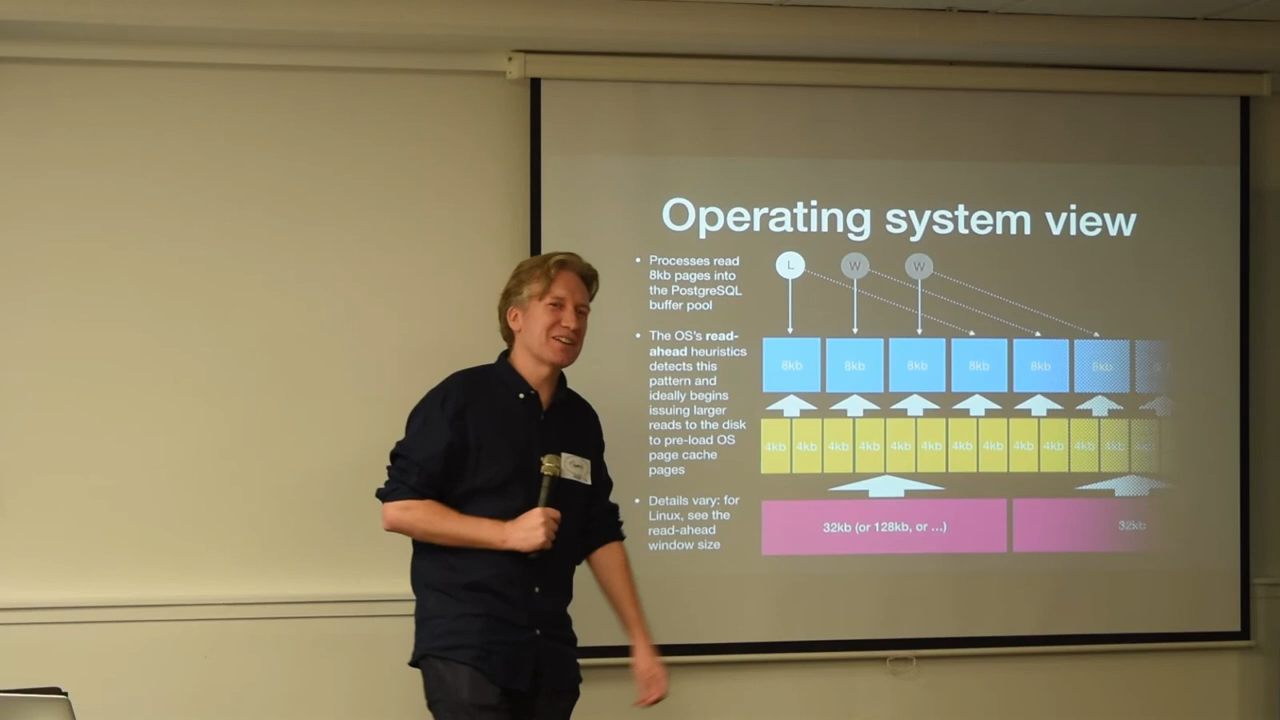 Operating system view
• Processes read
8kb pages into
the PostgreSQL
buffer pool
• The OS's read-
ahead heuristics
detects this
pattern and
ideally begins
issuing larger
reads to the disk
to pre-load OS
page cache
pages
• Details vary: for
Linux, see the
read-ahead
window size
L W W
8kb 8kb 8kb 8kb 8kb 8kb
4kb 4kb 4kb 4kb 4kb 4kb 4kb 4kb 4kb 4kb 4kb 4kb 4kb
32kb (or 128kb, or ...) 32kb